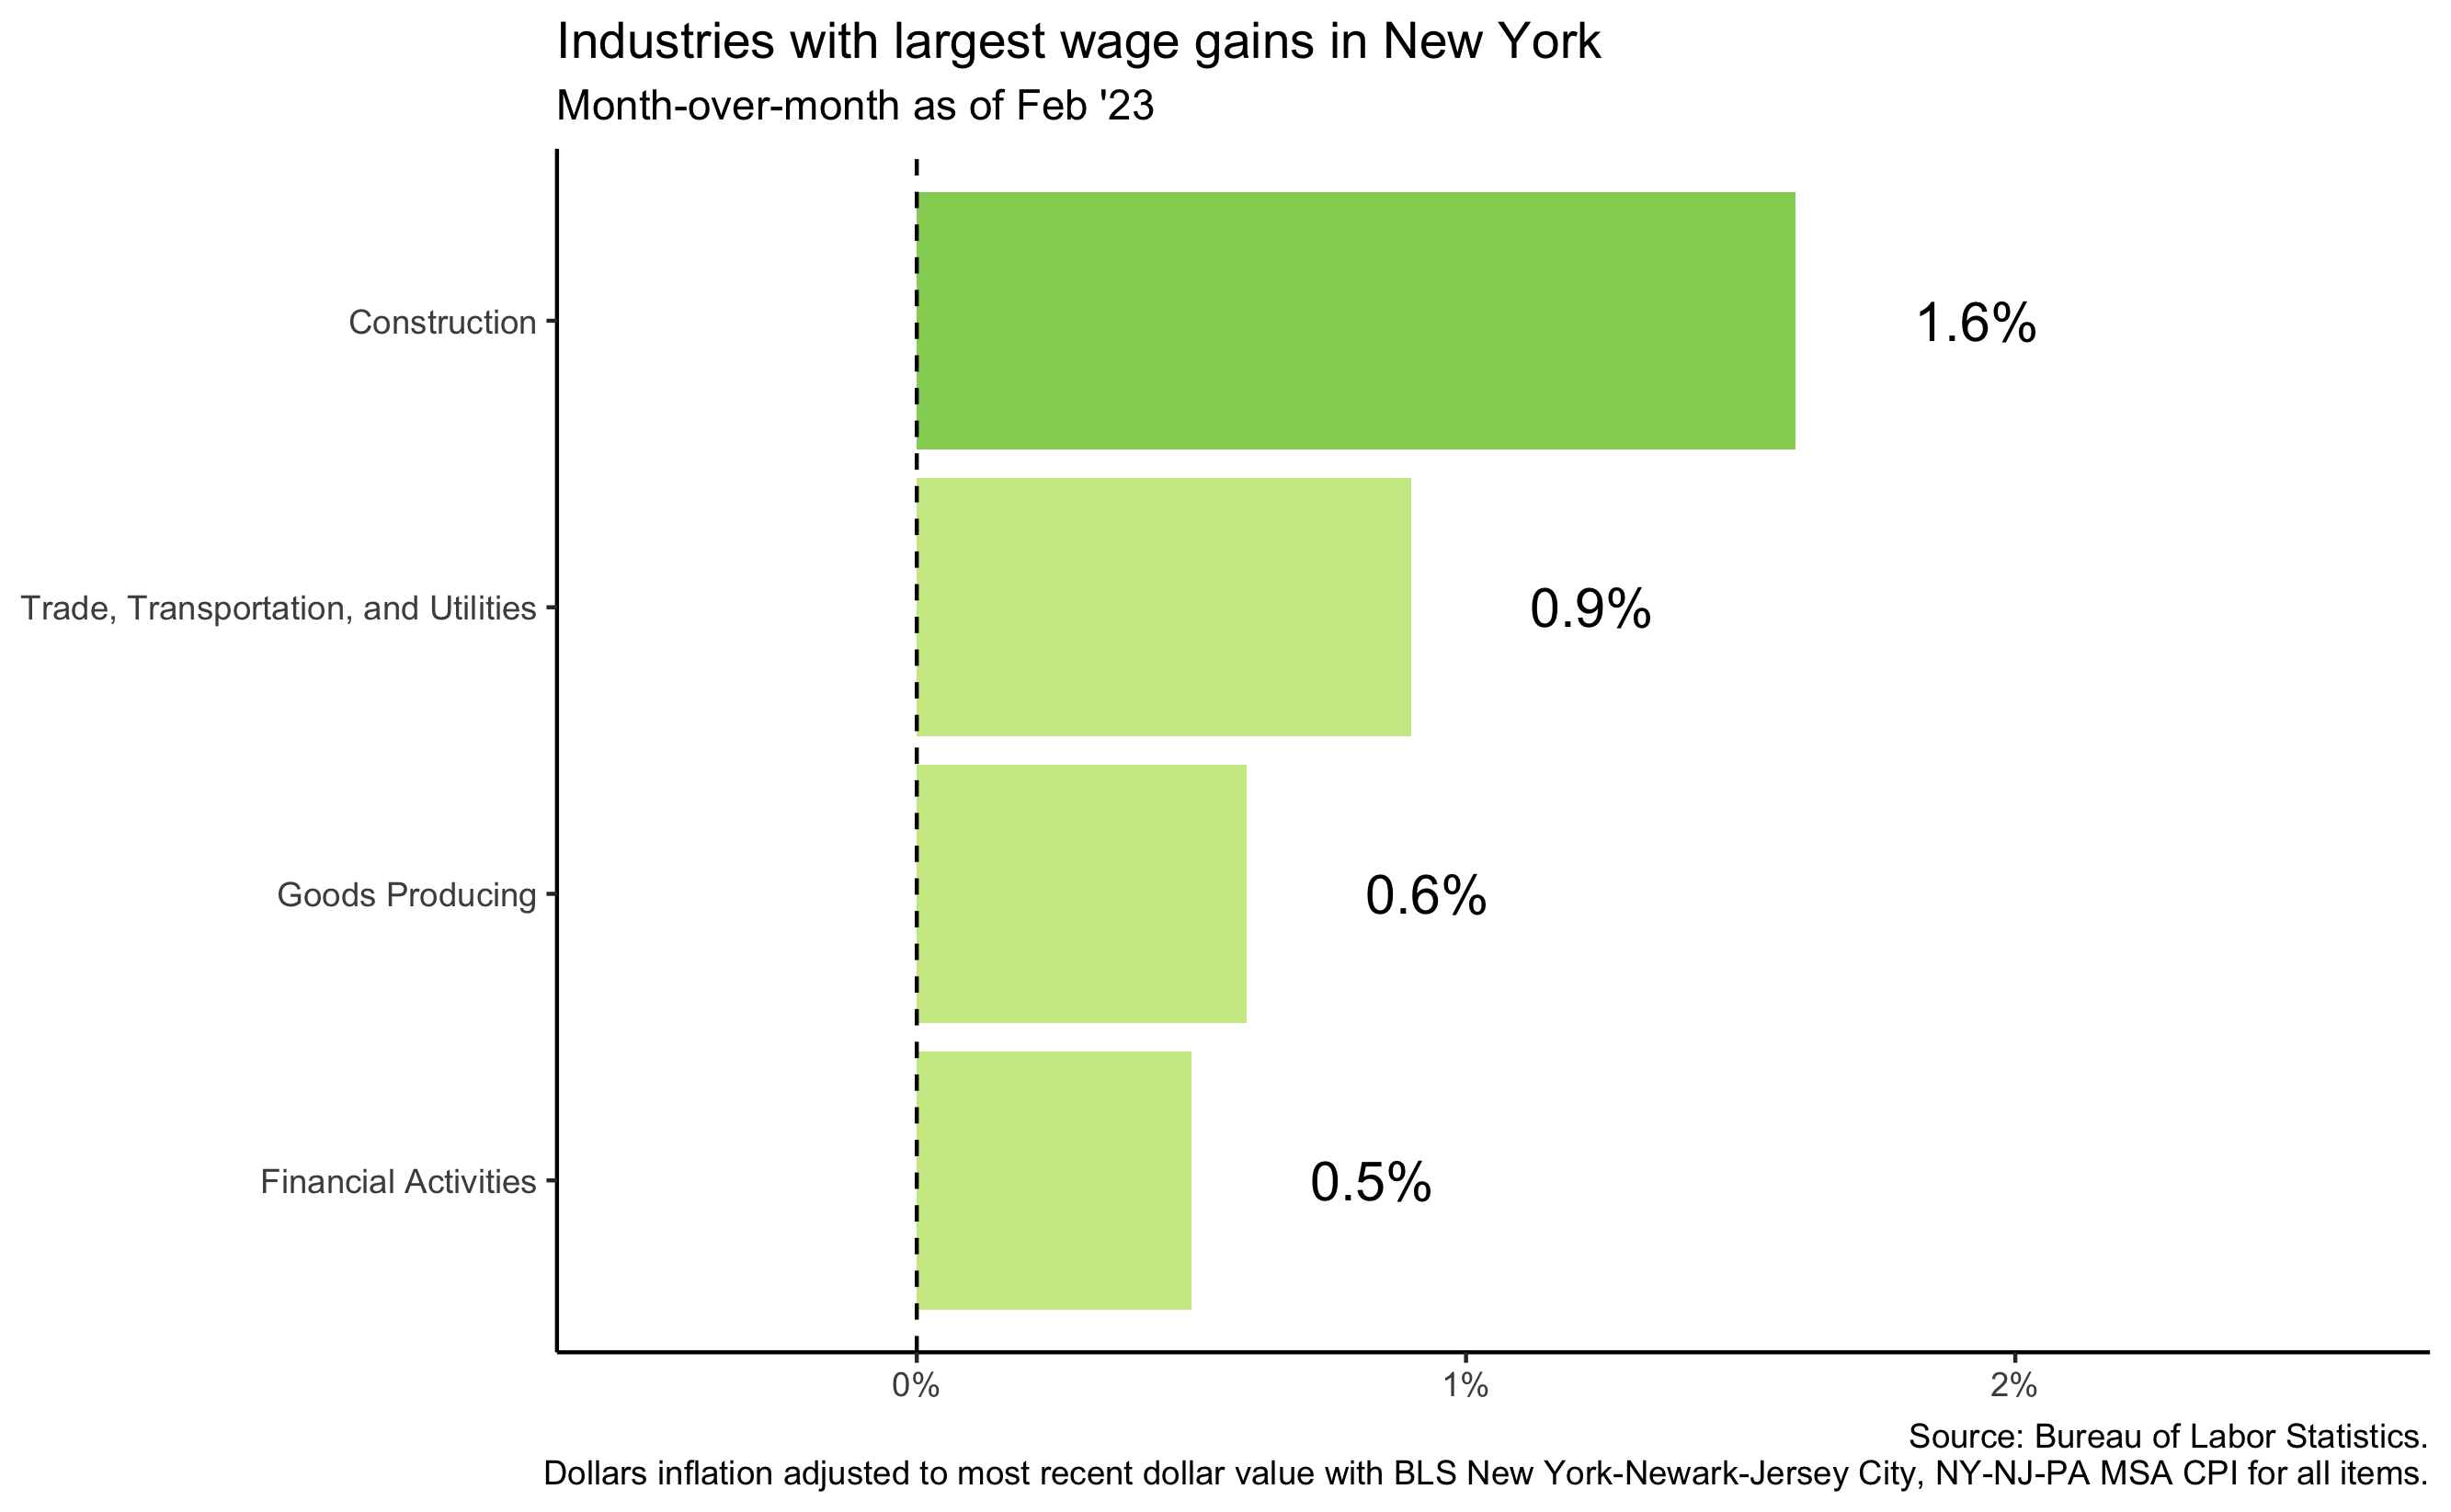 Industries with largest wage gains in New York
Month-over-month as of Feb '23
Construction
1.6%
Trade, Transportation, and Utilities
0.9%
Goods Producing
0.6%
Financial Activities
0.5%
0%
1%
2%
Source: Bureau of Labor Statistics.
Dollars inflation adjusted to most recent dollar value with BLS New York-Newark-Jersey City, NY-NJ-PA MSA CPI for all items.